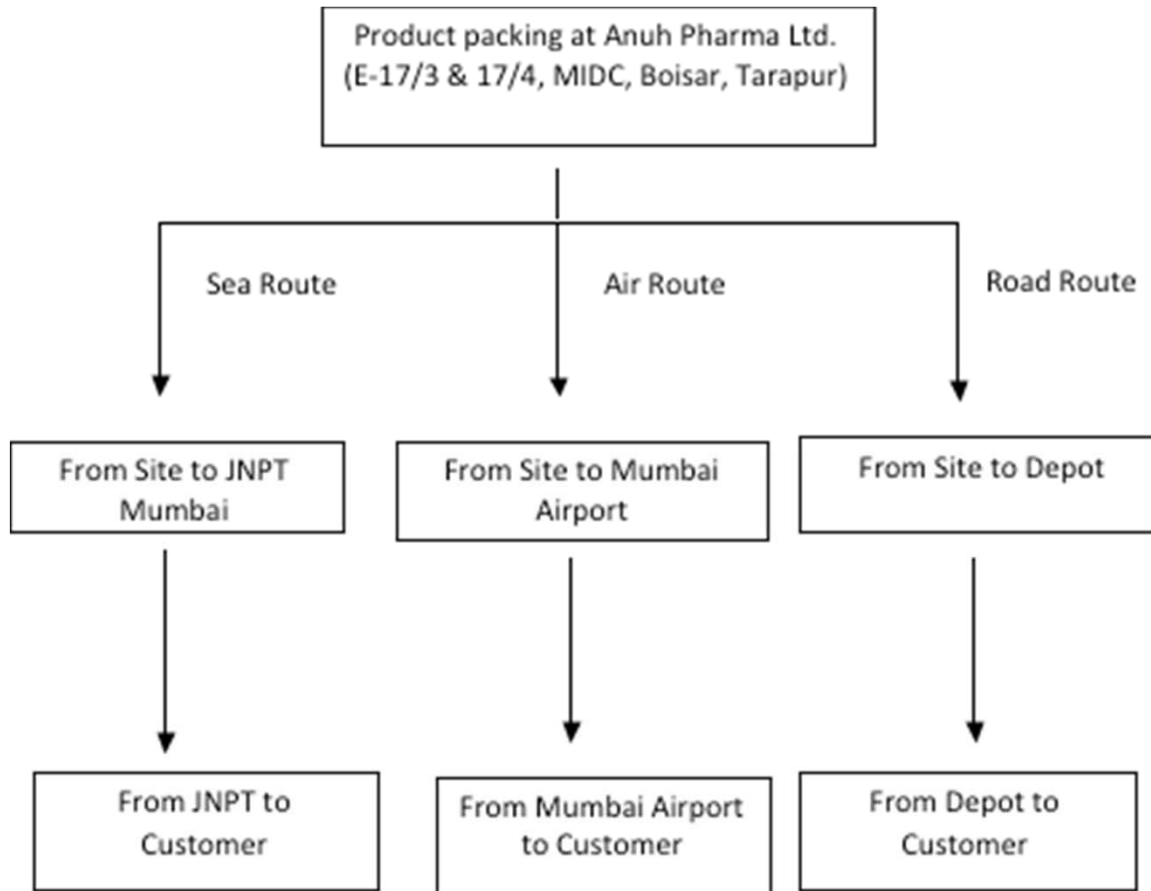 Product packing at Anuh Pharma Ltd.
(E-17/3 & 17/4, MIDC, Boisar, Tarapur)
Sea Route
Air Route
Road Route
From Site to JNPT
Mumbai
From Site to Mumbai
Airport
From Site to Depot
From JNPT to
Customer
From Mumbai Airport
to Customer
From Depot to
Customer